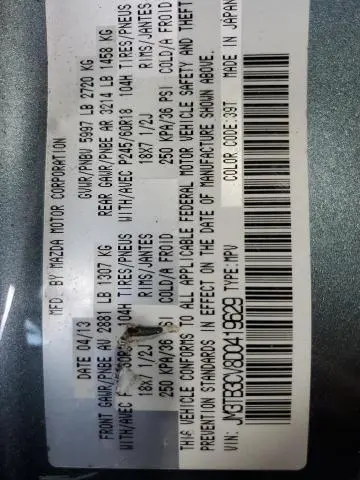 MFD. BY MAZDA MOTOR CORPORATION
DATE 04/13 GVWR/PNBV 5997 LB 2720 KG
FRONT GAWR/PNBE AV 2881 LB 1307 KG REAR GAWR/PNBE AR 3214 LB 1458 KG
WITH/AVEC 104H TIRES/PNEUS WITH/AVEC P245/60R18 104H TIRES/PNEUS
18X7 1/2J RIMS/JANTES 18X7 1/2J RIMS/JANTES
250 KPA/36 PSI COLD/A FROID 250 KPA/36 PSI COLD/A FROID
THIS VEHICLE CONFORMS TO ALL APPLICABLE FEDERAL MOTOR VEHICLE SAFETY AND THEFT
PREVENTION STANDARDS IN EFFECT ON THE DATE OF MANUFACTURE SHOWN ABOVE.
MADE IN JAPAN
VIN: JM3TB3CV8D0419629 TYPE: MPV COLOR CODE:39T